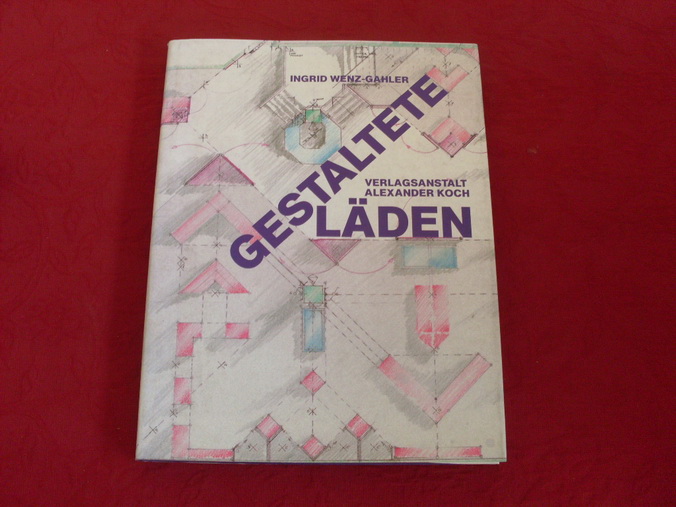 INGRID WENZ-GAHLER
GESTALTETE
VERLAGSANSTALT
ALEXANDER KOCH
LÄDEN